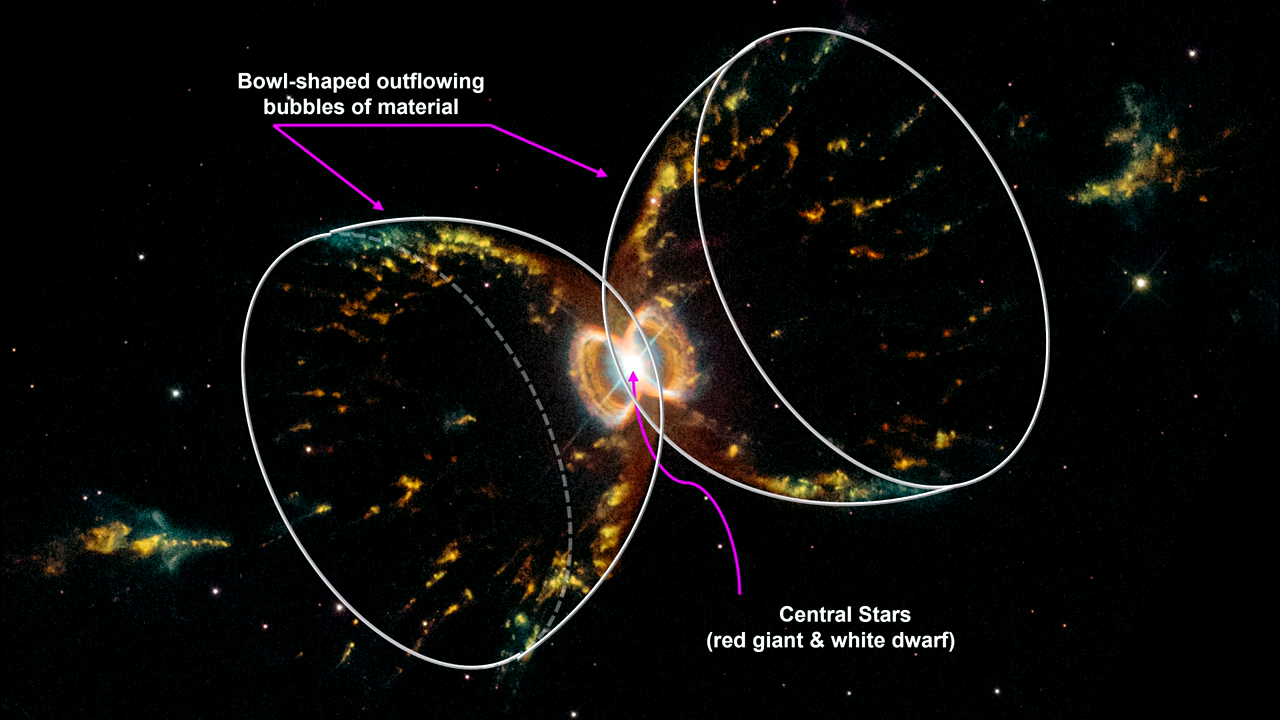 Bowl-shaped outflowing
bubbles of material
Central Stars
(red giant & white dwarf)